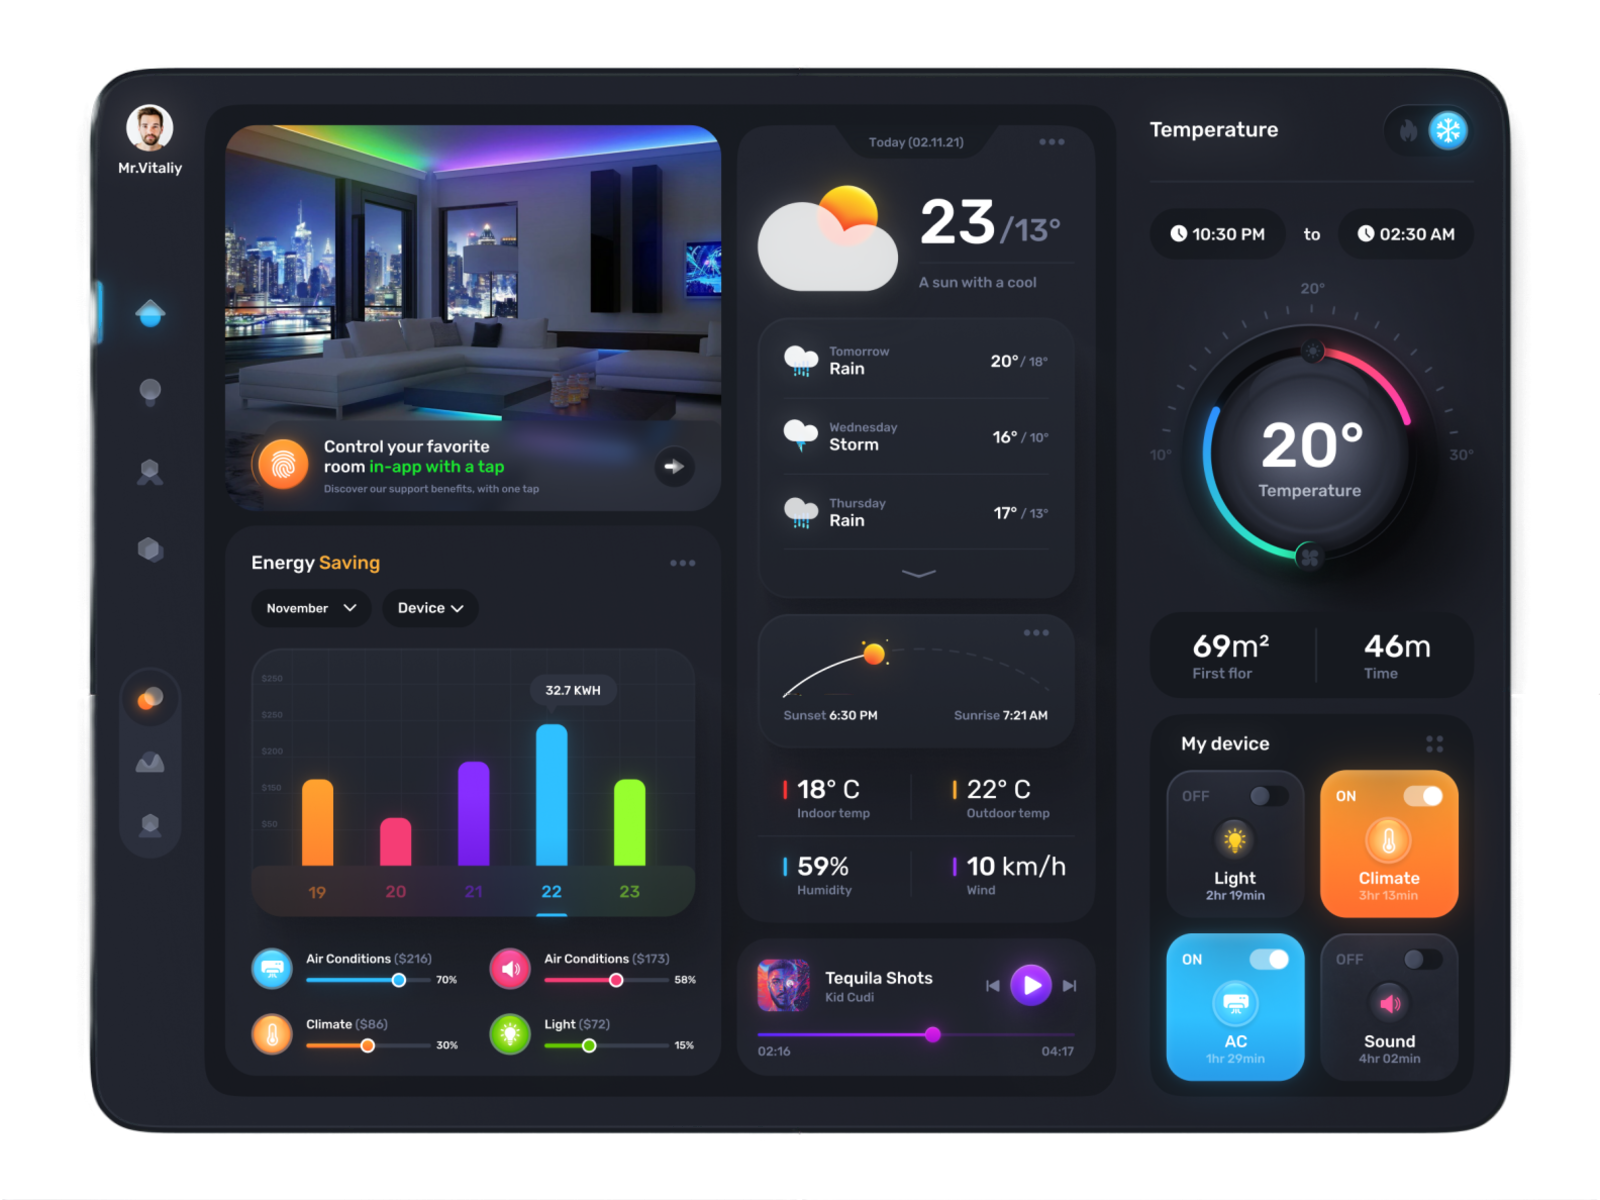 Mr.Vitaliy
Control your favorite
room in-app with a tap
Discover our support benefits, with one tap
Energy Saving
November
Device
$250
$250
$200
$150
$50
32.7 KWH
19
20
21
22
23
Air Conditions ($216)
70%
Air Conditions ($173)
58%
Climate ($86)
30%
Light ($72)
15%
Today (02.11.21)
23/13°
A sun with a cool
Tomorrow
Rain
20° / 18°
Wednesday
Storm
16° / 10°
Thursday
Rain
17° / 13°
Sunset 6:30 PM
Sunrise 7:21 AM
18° C
Indoor temp
22° C
Outdoor temp
59%
Humidity
10 km/h
Wind
Tequila Shots
Kid Cudi
02:16
04:17
Temperature
10:30 PM to 02:30 AM
20°
10°
30°
20°
Temperature
69m²
First flor
46m
Time
My device
OFF
Light
2hr 19min
ON
Climate
3hr 13min
ON
AC
1hr 29min
OFF
Sound
4hr 02min